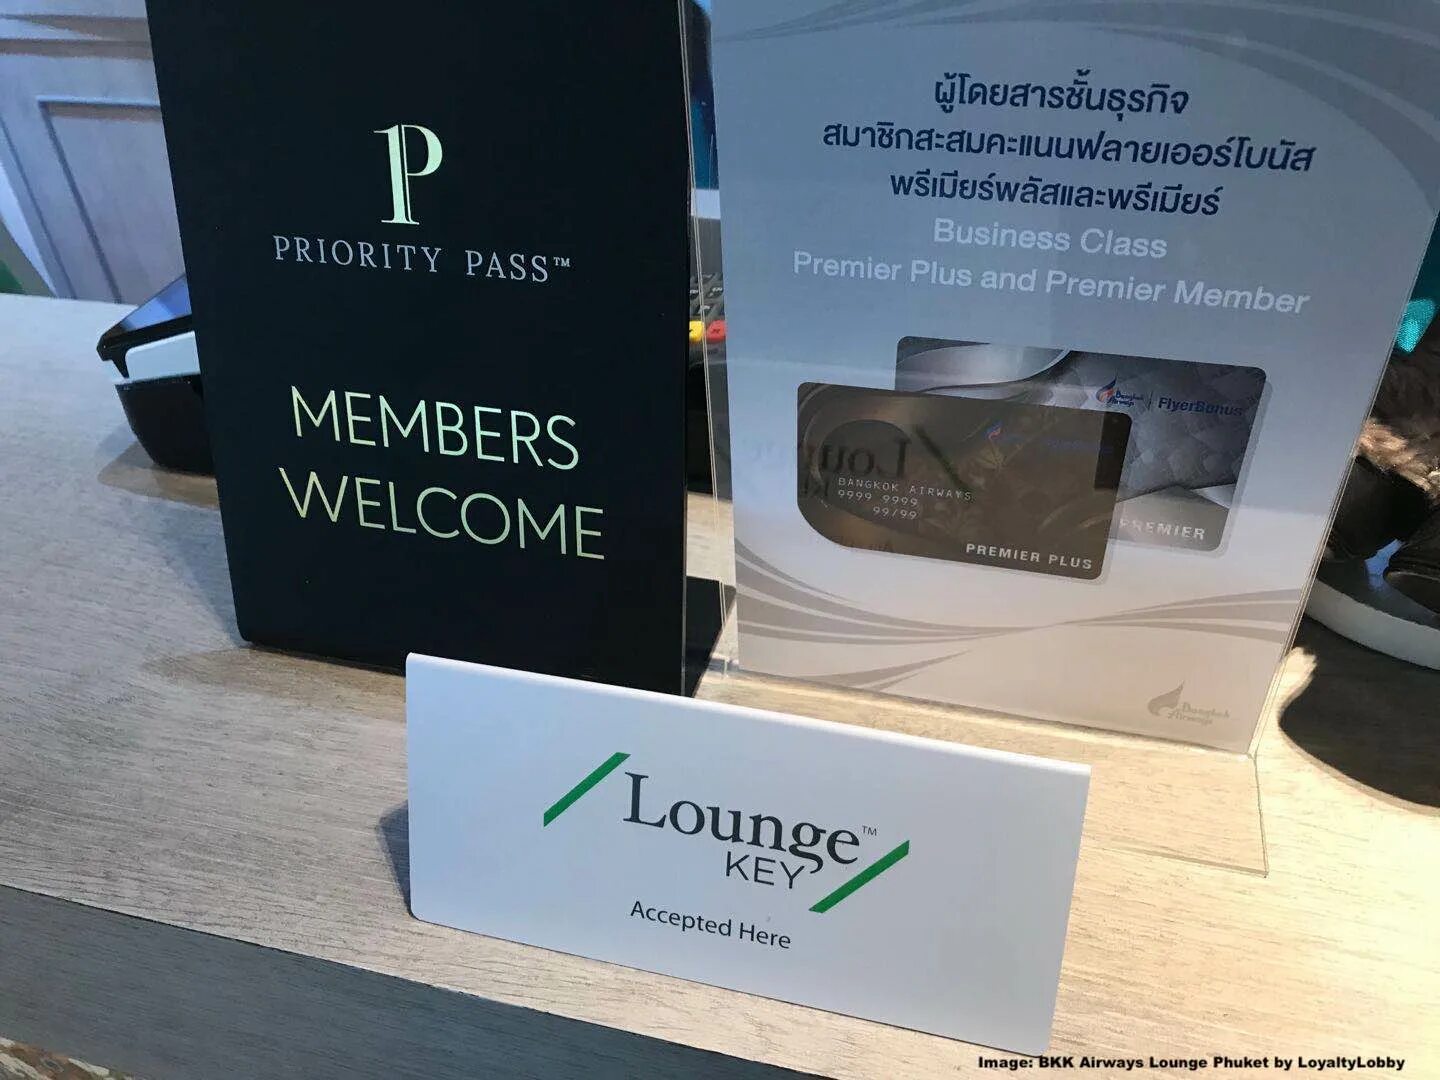 PRIORITY PASS™
MEMBERS
WELCOME
ผู้โดยสารชั้นธุรกิจ
สมาชิกสะสมคะแนนฟลายเออร์โบนัส
พรีเมียร์พลัสและพรีเมียร์
Business Class
Premier Plus and Premier Member
Bangkok
Airways
FlyerBonus
PREMIER
BANGKOK AIRWAYS
9999 9999
99/99
PREMIER PLUS
Bangkok
Airways
Lounge™
KEY
Accepted Here
Image: BKK Airways Lounge Phuket by LoyaltyLobby